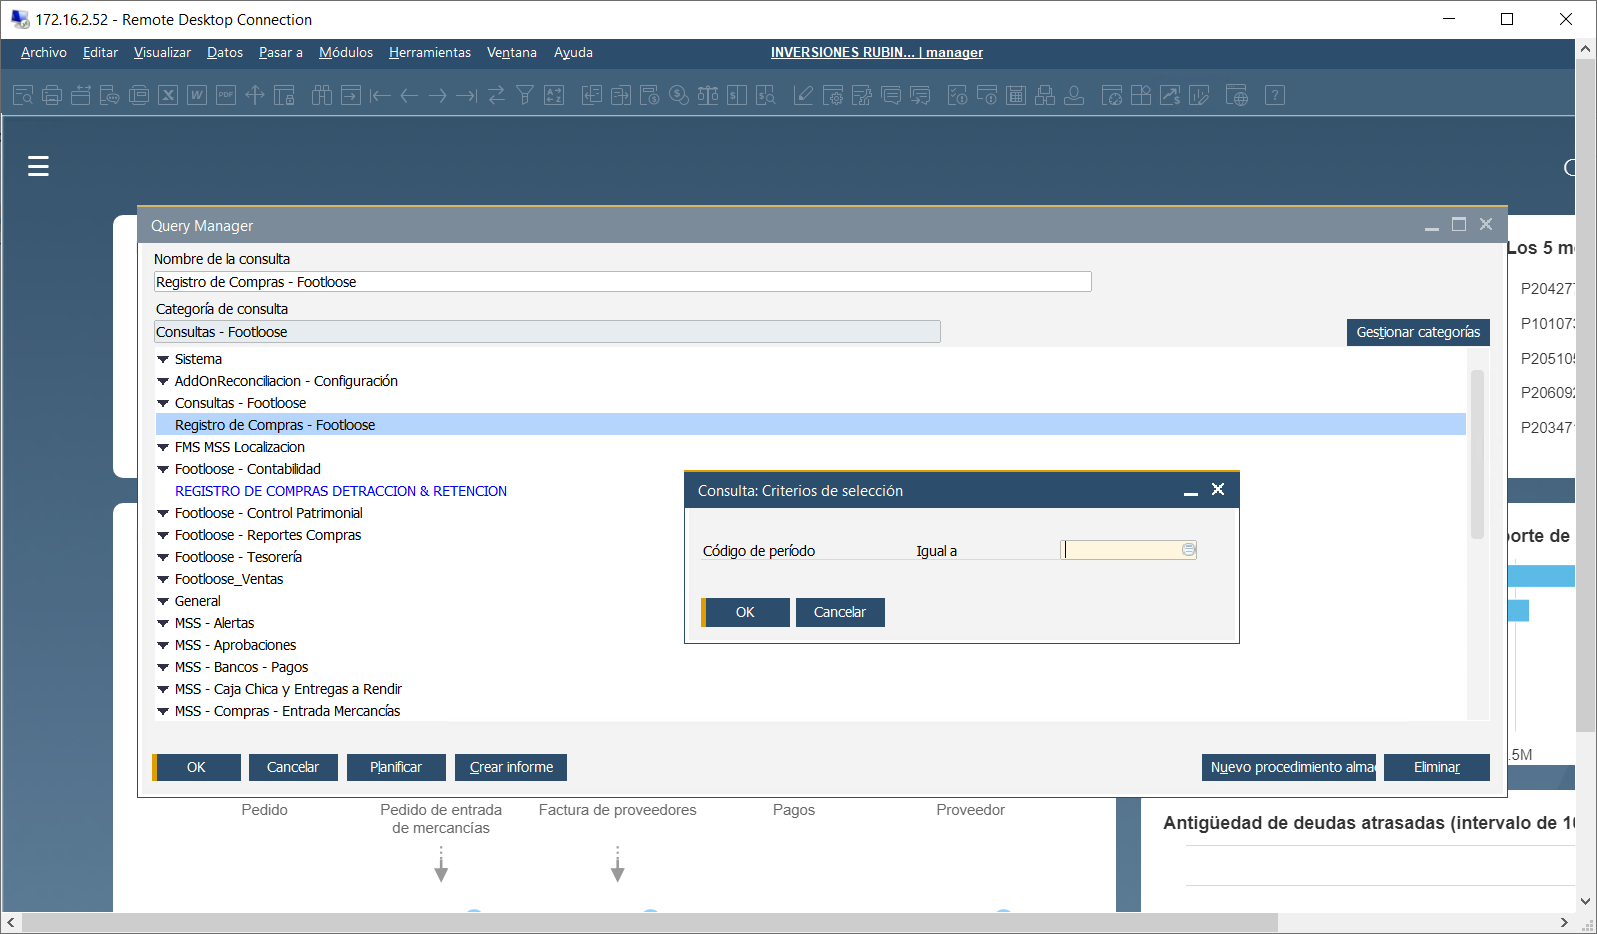 172.16.2.52 - Remote Desktop Connection
Archivo Editar Visualizar Datos Pasar a Módulos Herramientas Ventana Ayuda INVERSIONES RUBIN... | manager
Query Manager
Nombre de la consulta
Registro de Compras - Footloose
Categoría de consulta
Consultas - Footloose
Gestionar categorías
Sistema
AddOnReconciliacion - Configuración
Consultas - Footloose
Registro de Compras - Footloose
FMS MSS Localizacion
Footloose - Contabilidad
REGISTRO DE COMPRAS DETRACCION & RETENCION
Footloose - Control Patrimonial
Footloose - Reportes Compras
Footloose - Tesorería
Footloose_Ventas
General
MSS - Alertas
MSS - Aprobaciones
MSS - Bancos - Pagos
MSS - Caja Chica y Entregas a Rendir
MSS - Compras - Entrada Mercancías
OK Cancelar Planificar Crear informe Nuevo procedimiento almac Eliminar
Consulta: Criterios de selección
Código de período Igual a
OK Cancelar
Los 5 m
P20427
P10107
P20510
P20609
P20347
porte de
.5M
Pedido
Pedido de entrada
de mercancías
Factura de proveedores
Pagos
Proveedor
Antigüedad de deudas atrasadas (intervalo de 10